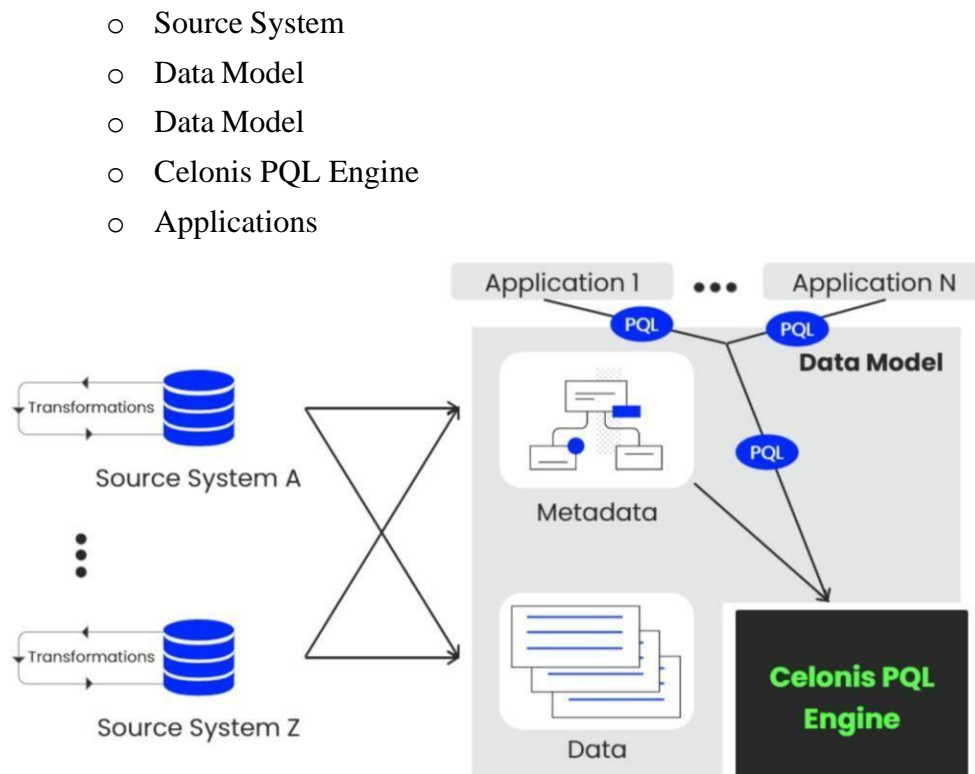 o Source System
o Data Model
o Data Model
o Celonis PQL Engine
o Applications
Application 1 ••• Application N
PQL PQL
Data Model
Transformations
PQL
Source System A
Metadata
Transformations
Celonis PQL
Engine
Source System Z
Data